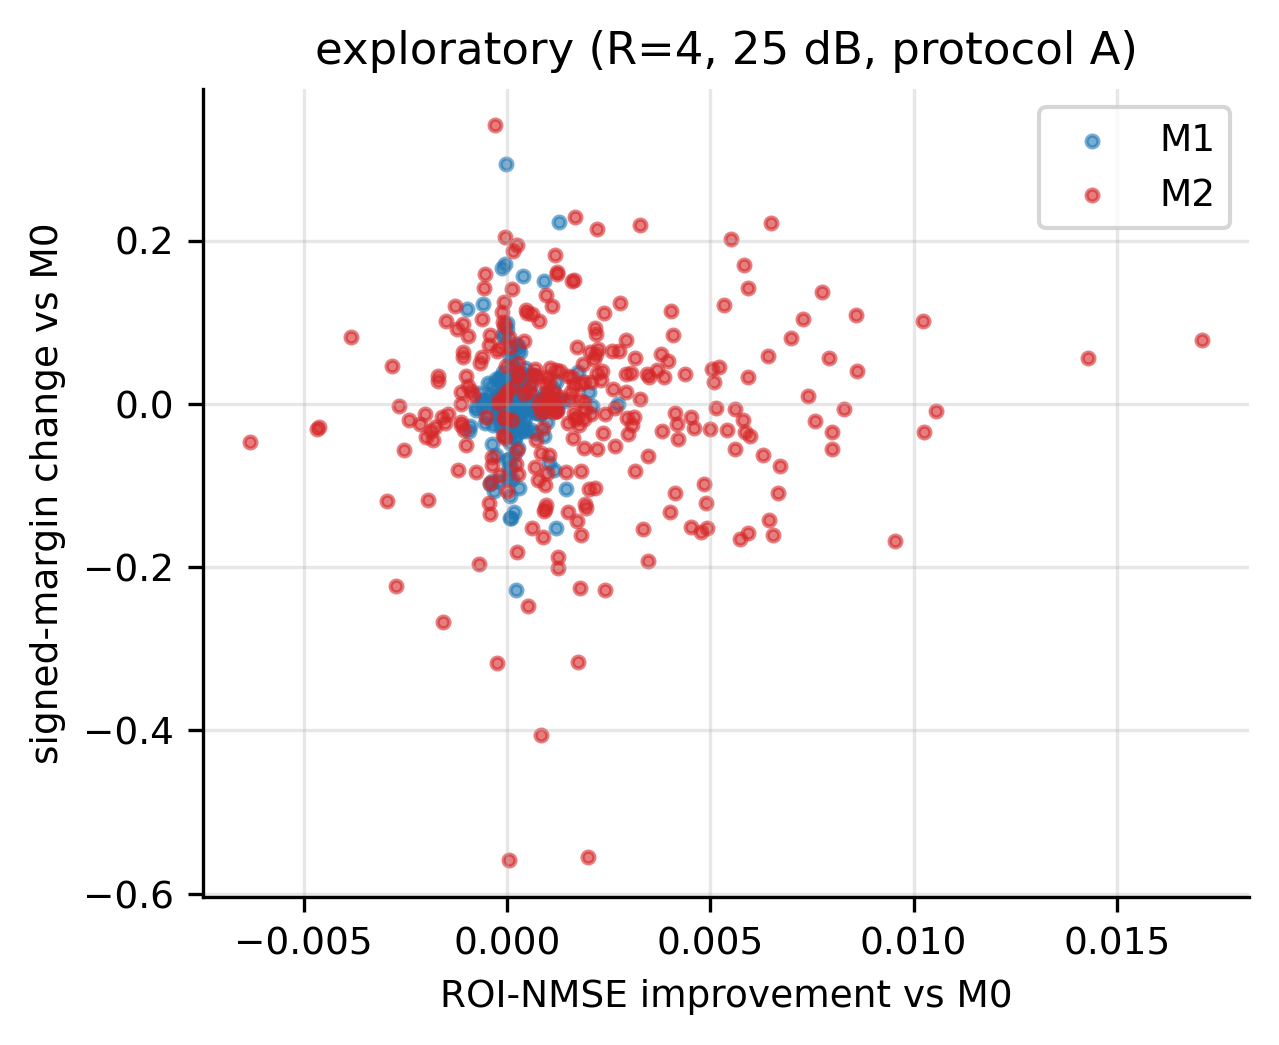 exploratory (R=4, 25 dB, protocol A)
M1
M2
signed-margin change vs M0
0.2
0.0
−0.2
−0.4
−0.6
−0.005
0.000
0.005
0.010
0.015
ROI-NMSE improvement vs M0